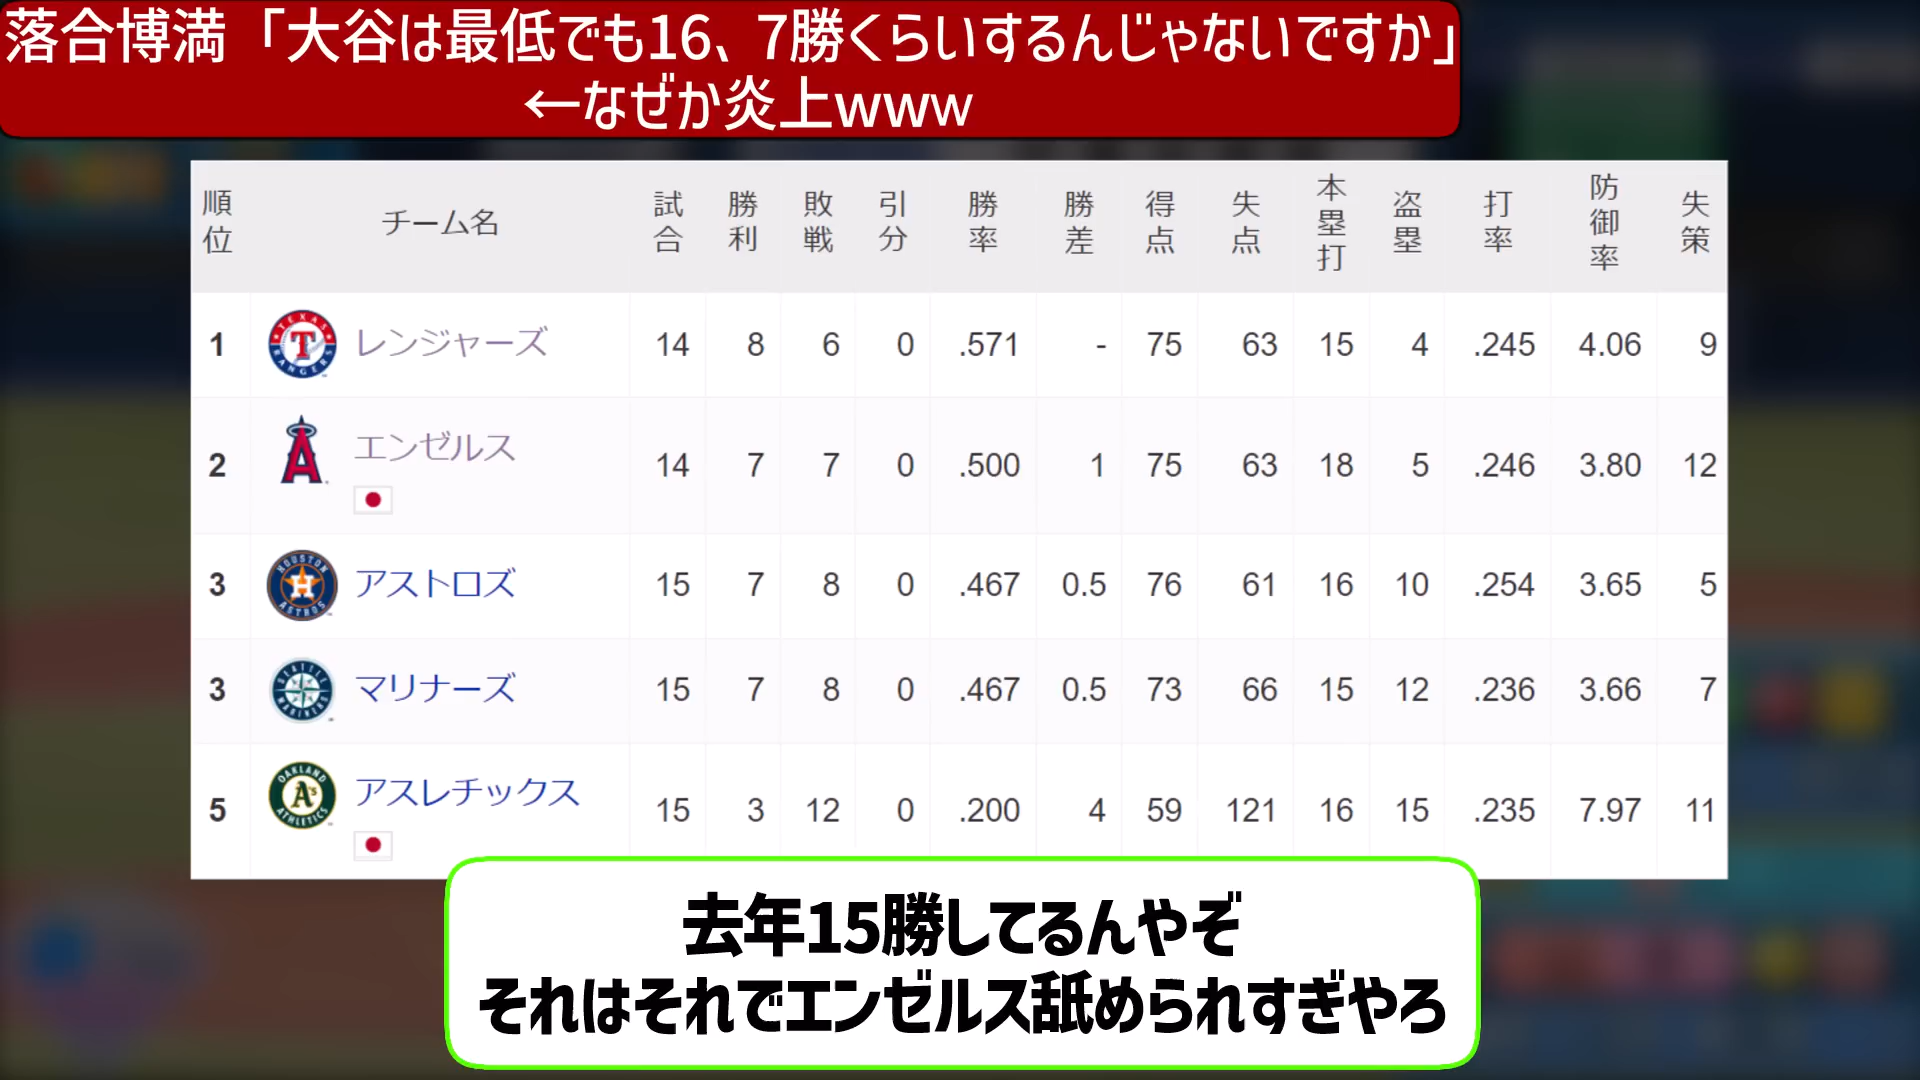 落合博満「大谷は最低でも16、7勝くらいするんじゃないですか」
←なぜか炎上www
順位 チーム名 試合 勝利 敗戦 引分 勝率 勝差 得点 失点 本塁打 盗塁 打率 防御率 失策
1 TEXAS RANGERS T レンジャーズ 14 8 6 0 .571 - 75 63 15 4 .245 4.06 9
2 A エンゼルス 14 7 7 0 .500 1 75 63 18 5 .246 3.80 12
3 HOUSTON ASTROS H アストロズ 15 7 8 0 .467 0.5 76 61 16 10 .254 3.65 5
3 SEATTLE MARINERS マリナーズ 15 7 8 0 .467 0.5 73 66 15 12 .236 3.66 7
5 OAKLAND ATHLETICS A's アスレチックス 15 3 12 0 .200 4 59 121 16 15 .235 7.97 11
去年15勝してるんやぞ
それはそれでエンゼルス舐められすぎやろ